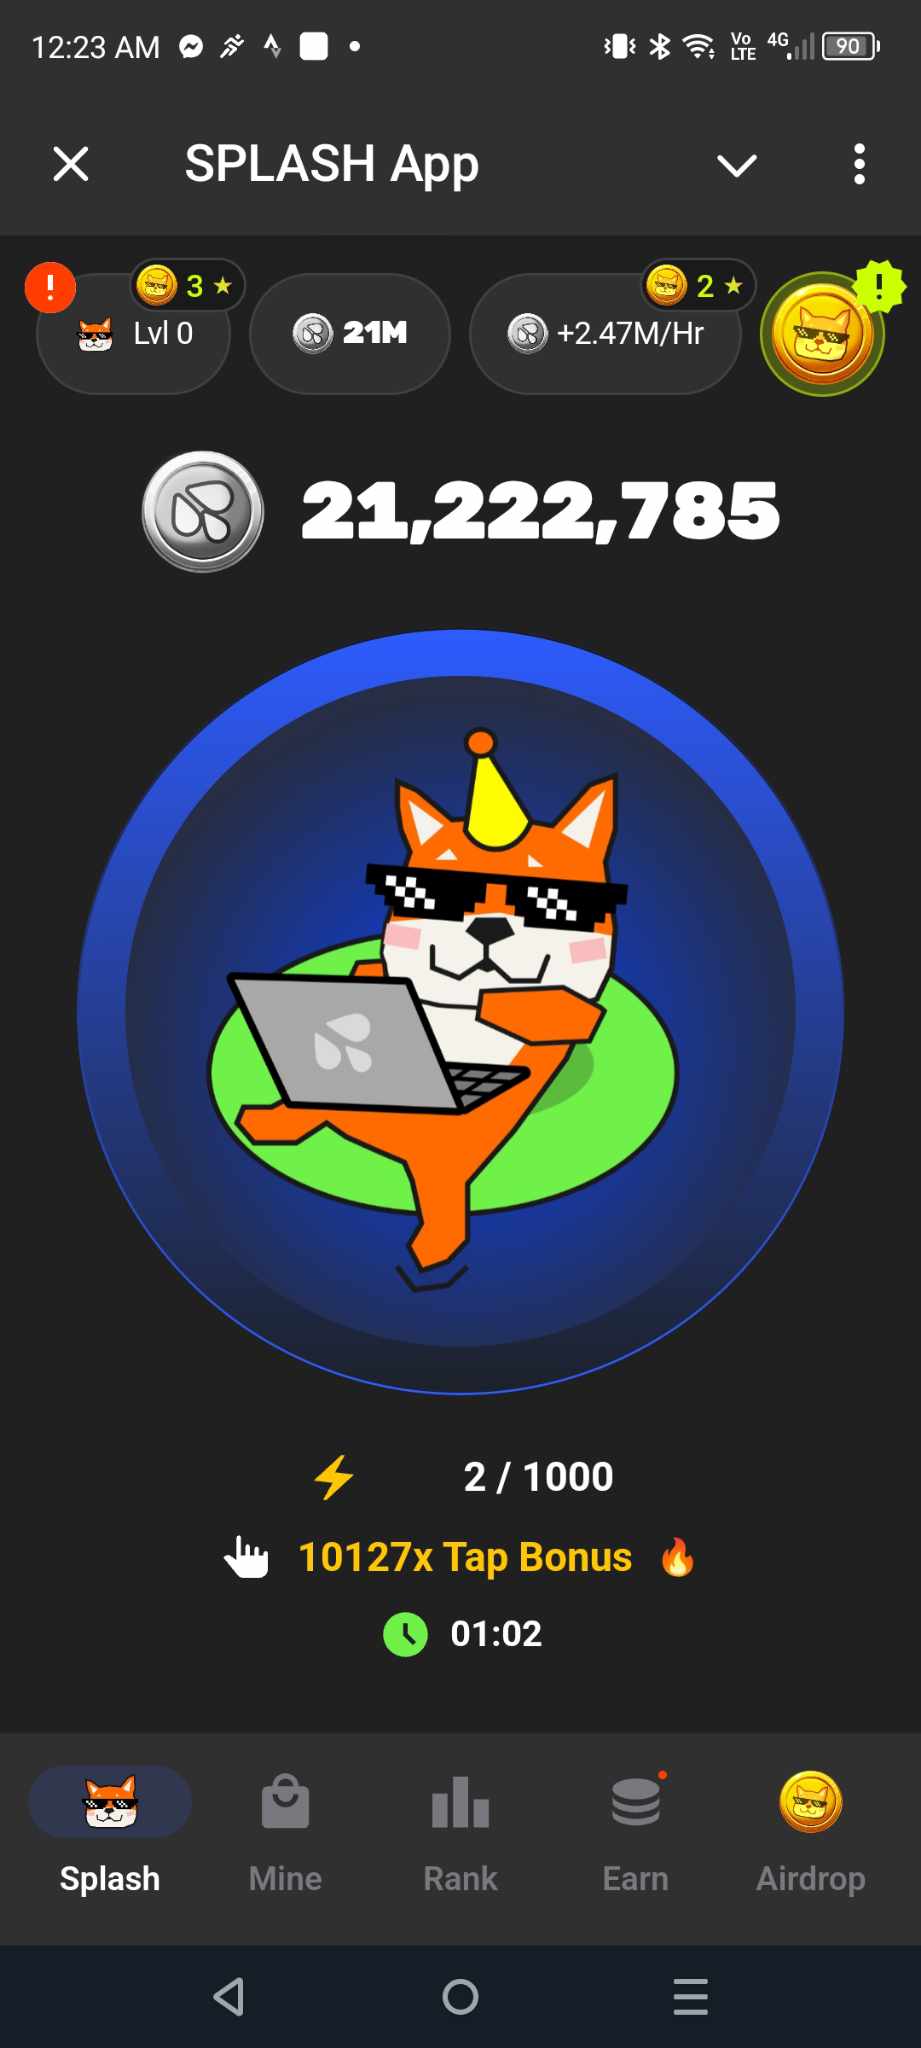 12:23 AM Vo LTE 4G 90
SPLASH App
! 3 ★ 2 ★ !
Lvl 0 21M +2.47M/Hr
21,222,785
2 / 1000
10127x Tap Bonus
01:02
Splash Mine Rank Earn Airdrop